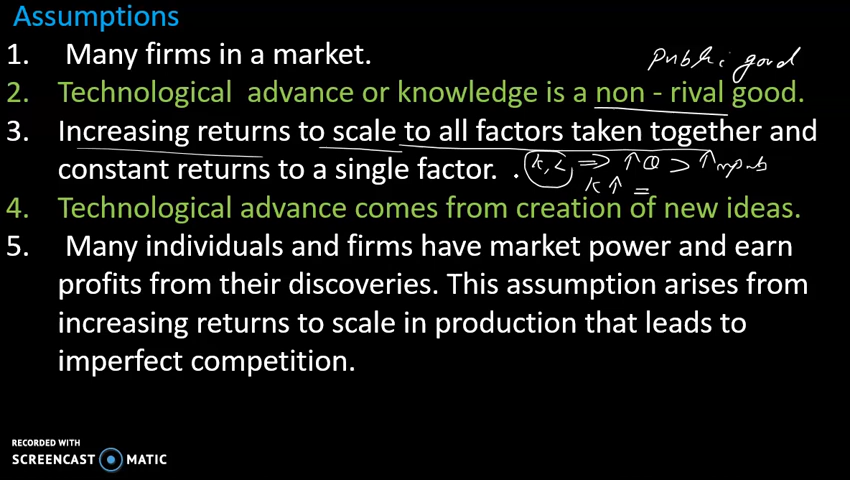 Assumptions
1. Many firms in a market.
public good
2. Technological advance or knowledge is a non - rival good.
3. Increasing returns to scale to all factors taken together and
constant returns to a single factor. . K, L ⇒ ↑Q > ↑inputs
K ↑ =
4. Technological advance comes from creation of new ideas.
5. Many individuals and firms have market power and earn
profits from their discoveries. This assumption arises from
increasing returns to scale in production that leads to
imperfect competition.
RECORDED WITH
SCREENCAST MATIC